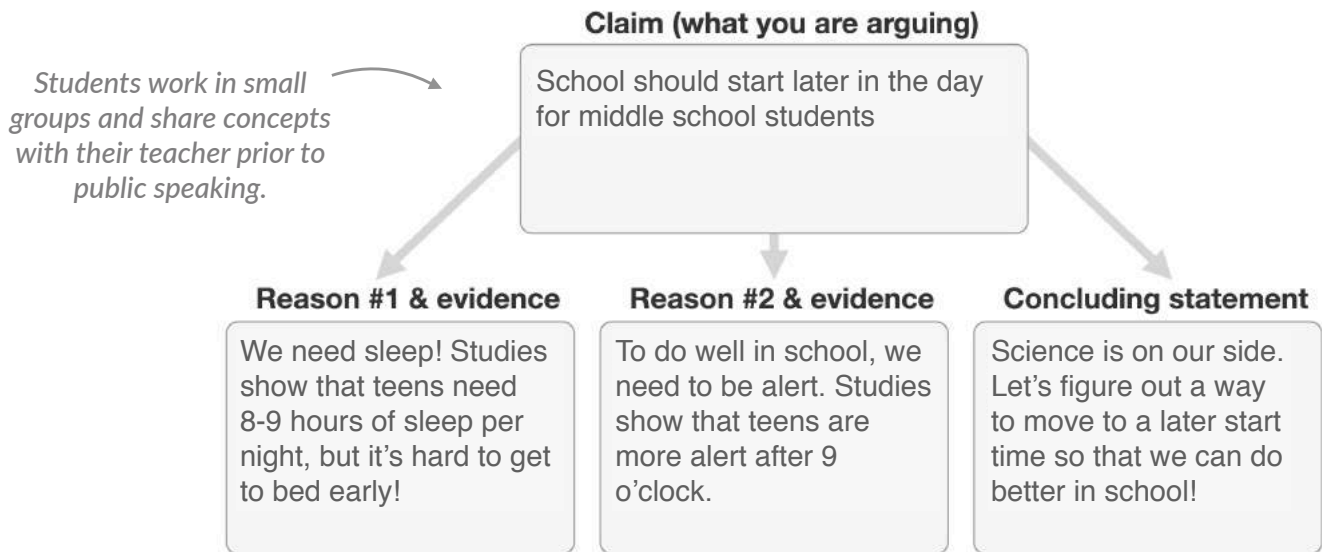 Claim (what you are arguing)
Students work in small
groups and share concepts
with their teacher prior to
public speaking.
School should start later in the day
for middle school students
Reason #1 & evidence
We need sleep! Studies
show that teens need
8-9 hours of sleep per
night, but it’s hard to get
to bed early!
Reason #2 & evidence
To do well in school, we
need to be alert. Studies
show that teens are
more alert after 9
o’clock.
Concluding statement
Science is on our side.
Let’s figure out a way
to move to a later start
time so that we can do
better in school!